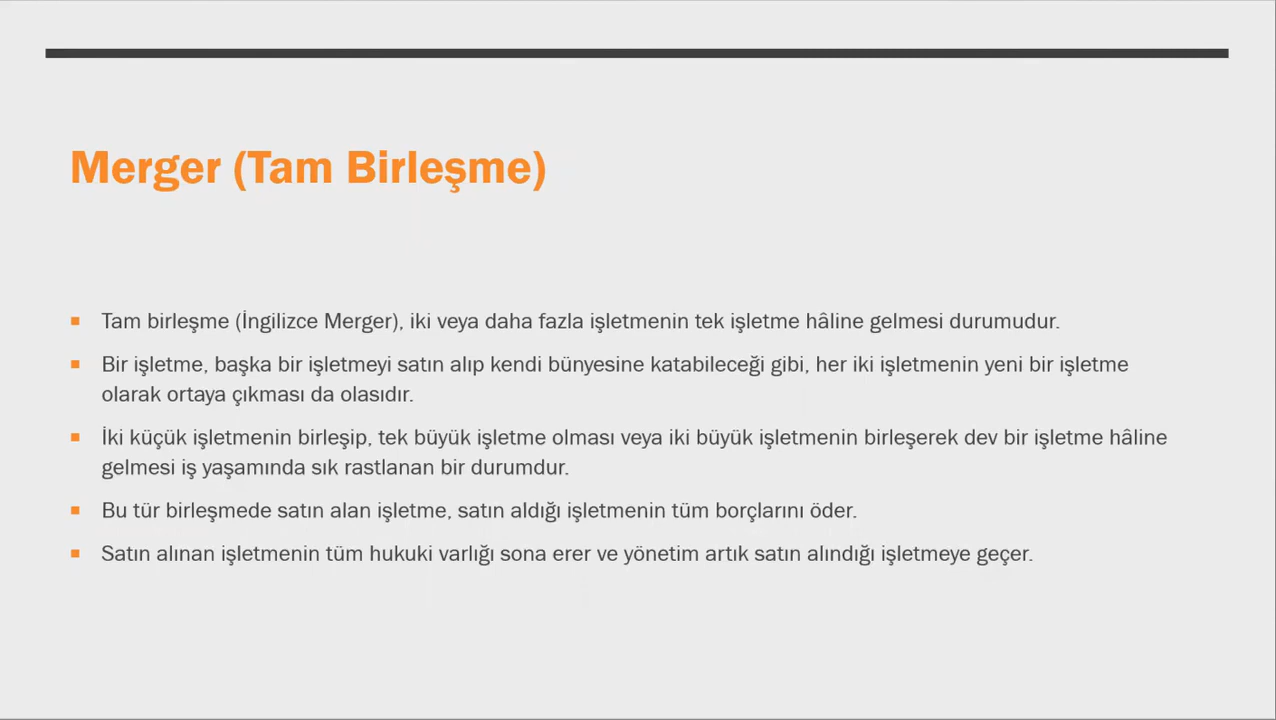 Merger (Tam Birleşme)
Tam birleşme (İngilizce Merger), iki veya daha fazla işletmenin tek işletme hâline gelmesi durumudur.
Bir işletme, başka bir işletmeyi satın alıp kendi bünyesine katabileceği gibi, her iki işletmenin yeni bir işletme
olarak ortaya çıkması da olasıdır.
İki küçük işletmenin birleşip, tek büyük işletme olması veya iki büyük işletmenin birleşerek dev bir işletme hâline
gelmesi iş yaşamında sık rastlanan bir durumdur.
Bu tür birleşmede satın alan işletme, satın aldığı işletmenin tüm borçlarını öder.
Satın alınan işletmenin tüm hukuki varlığı sona erer ve yönetim artık satın alındığı işletmeye geçer.